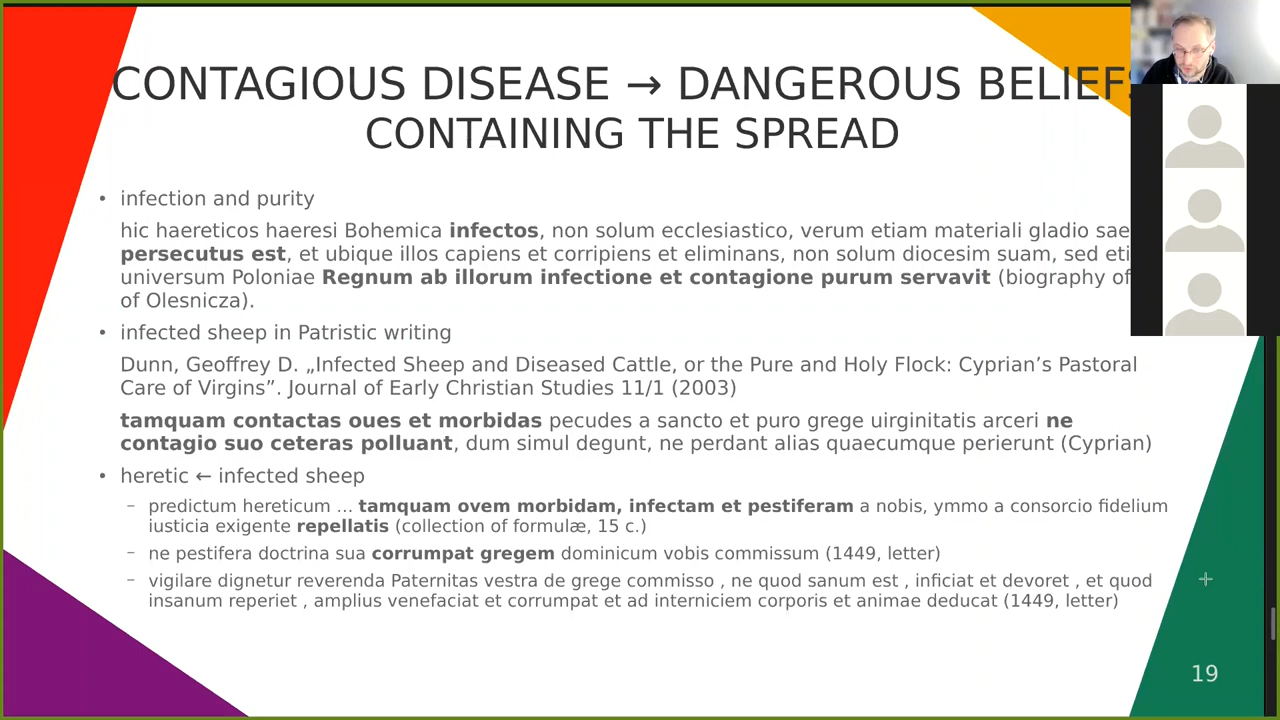 CONTAGIOUS DISEASE → DANGEROUS BELIEFS
CONTAINING THE SPREAD
• infection and purity
hic haereticos haeresi Bohemica infectos, non solum ecclesiastico, verum etiam materiali gladio sae
persecutus est, et ubique illos capiens et corripiens et eliminans, non solum diocesim suam, sed eti
universum Poloniae Regnum ab illorum infectione et contagione purum servavit (biography of
of Olesnicza).
• infected sheep in Patristic writing
Dunn, Geoffrey D. „Infected Sheep and Diseased Cattle, or the Pure and Holy Flock: Cyprian’s Pastoral
Care of Virgins”. Journal of Early Christian Studies 11/1 (2003)
tamquam contactas oues et morbidas pecudes a sancto et puro grege uirginitatis arceri ne
contagio suo ceteras polluant, dum simul degunt, ne perdant alias quaecumque perierunt (Cyprian)
• heretic ← infected sheep
– predictum hereticum ... tamquam ovem morbidam, infectam et pestiferam a nobis, ymmo a consorcio fidelium
iusticia exigente repellatis (collection of formulæ, 15 c.)
– ne pestifera doctrina sua corrumpat gregem dominicum vobis commissum (1449, letter)
– vigilare dignetur reverenda Paternitas vestra de grege commisso , ne quod sanum est , inficiat et devoret , et quod
insanum reperiet , amplius venefaciat et corrumpat et ad interniciem corporis et animae deducat (1449, letter)
19